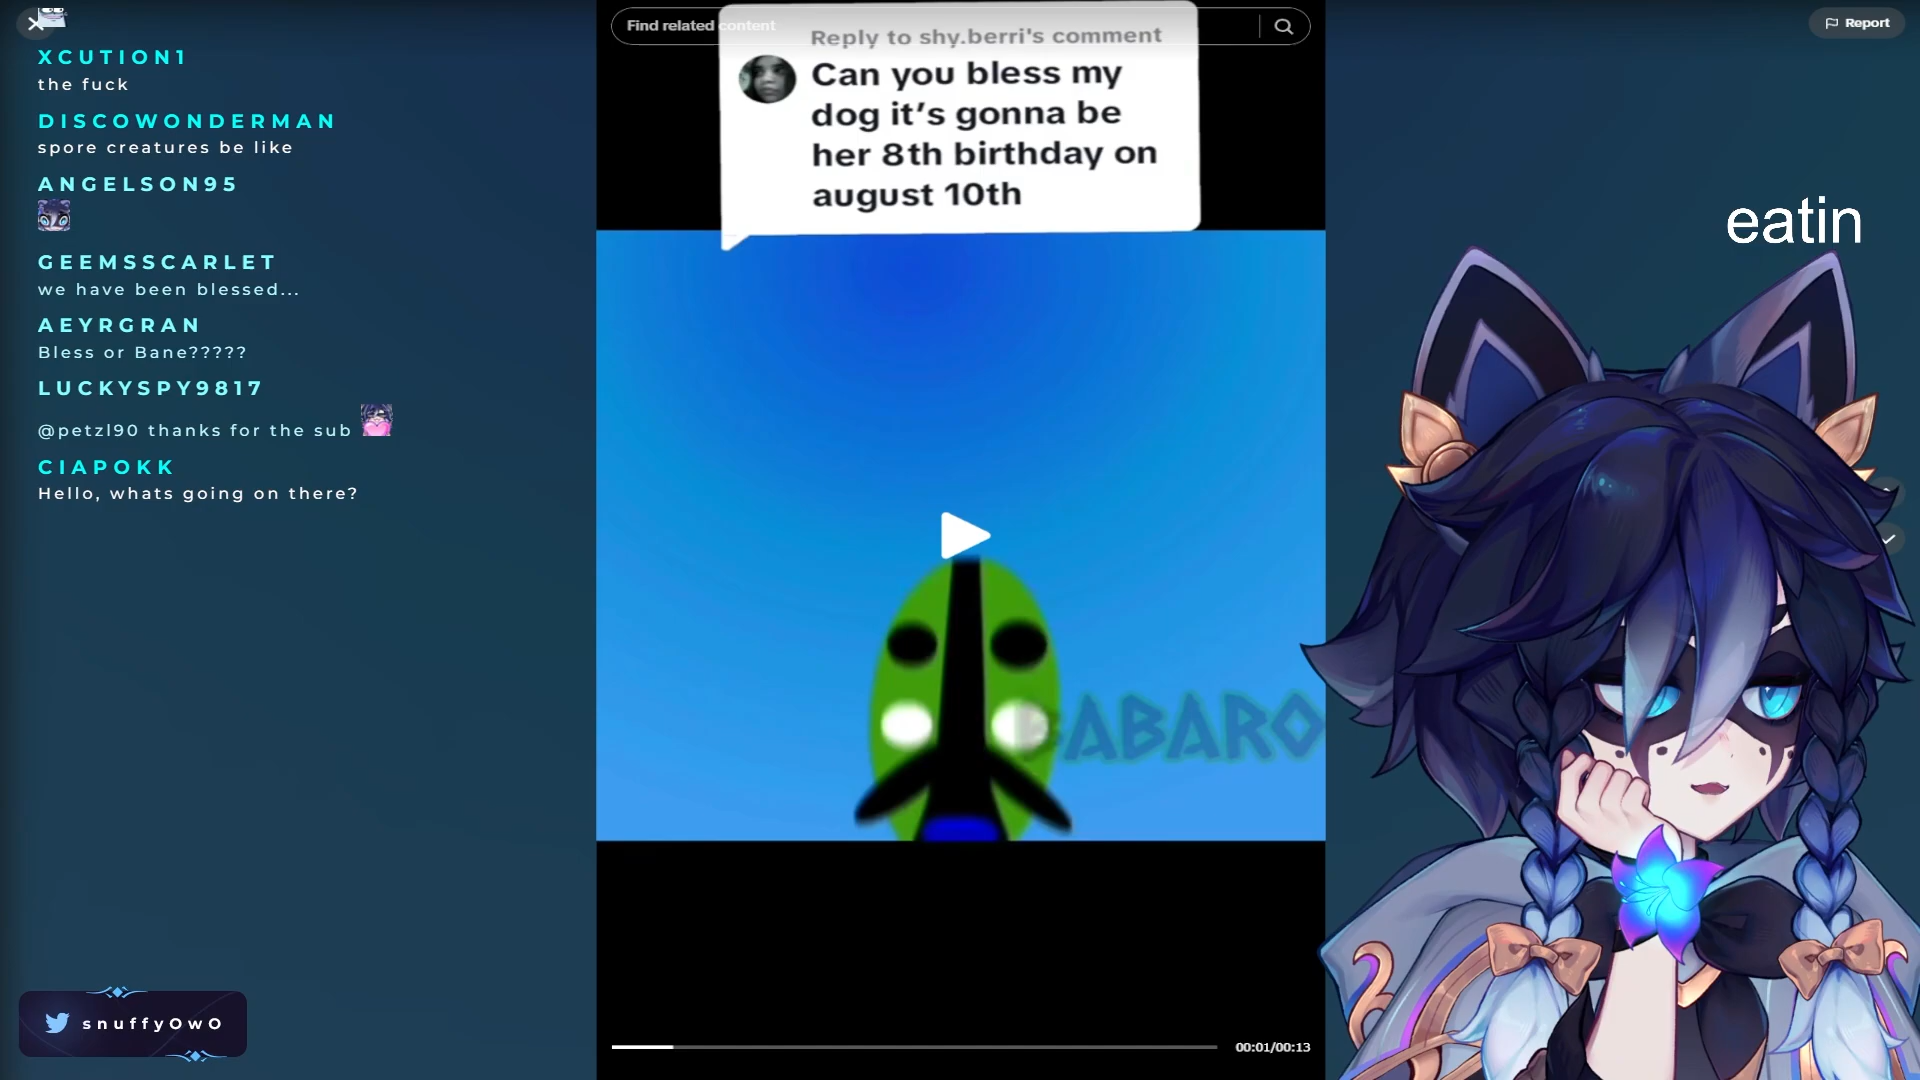 XCUTION1
the fuck
DISCOWONDERMAN
spore creatures be like
ANGELSON95
GEEMSSCARLET
we have been blessed...
AEYRGRAN
Bless or Bane?????
LUCKYSPY9817
@petzl90 thanks for the sub
CIAPOKK
Hello, whats going on there?
snuffyOwO
Find related content
Reply to shy.berri's comment
Can you bless my
dog it's gonna be
her 8th birthday on
august 10th
BABARO
00:01/00:13
Report
eatin